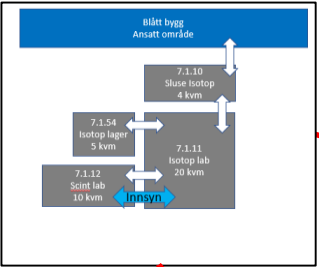 Blått bygg
Ansatt område
7.1.10
Sluse Isotop
4 kvm
7.1.54
Isotop lager
5 kvm
7.1.11
Isotop lab
20 kvm
7.1.12
Scint lab
10 kvm
Innsyn